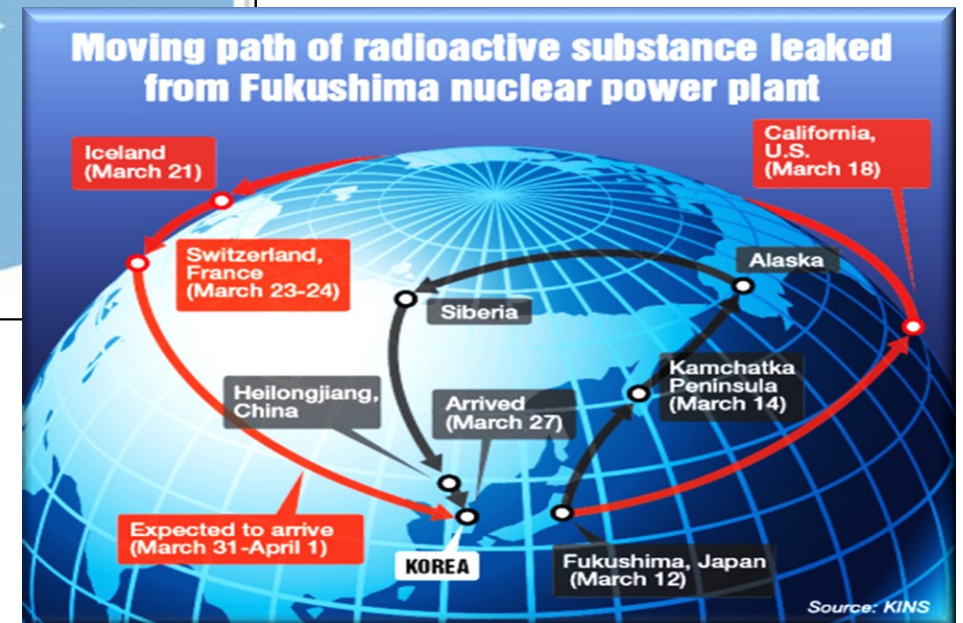 Moving path of radioactive substance leaked
from Fukushima nuclear power plant
Iceland
(March 21)
California,
U.S.
(March 18)
Switzerland,
France
(March 23-24)
Alaska
Siberia
Kamchatka
Peninsula
(March 14)
Heilongjiang,
China
Arrived
(March 27)
Expected to arrive
(March 31-April 1)
KOREA
Fukushima, Japan
(March 12)
Source: KINS